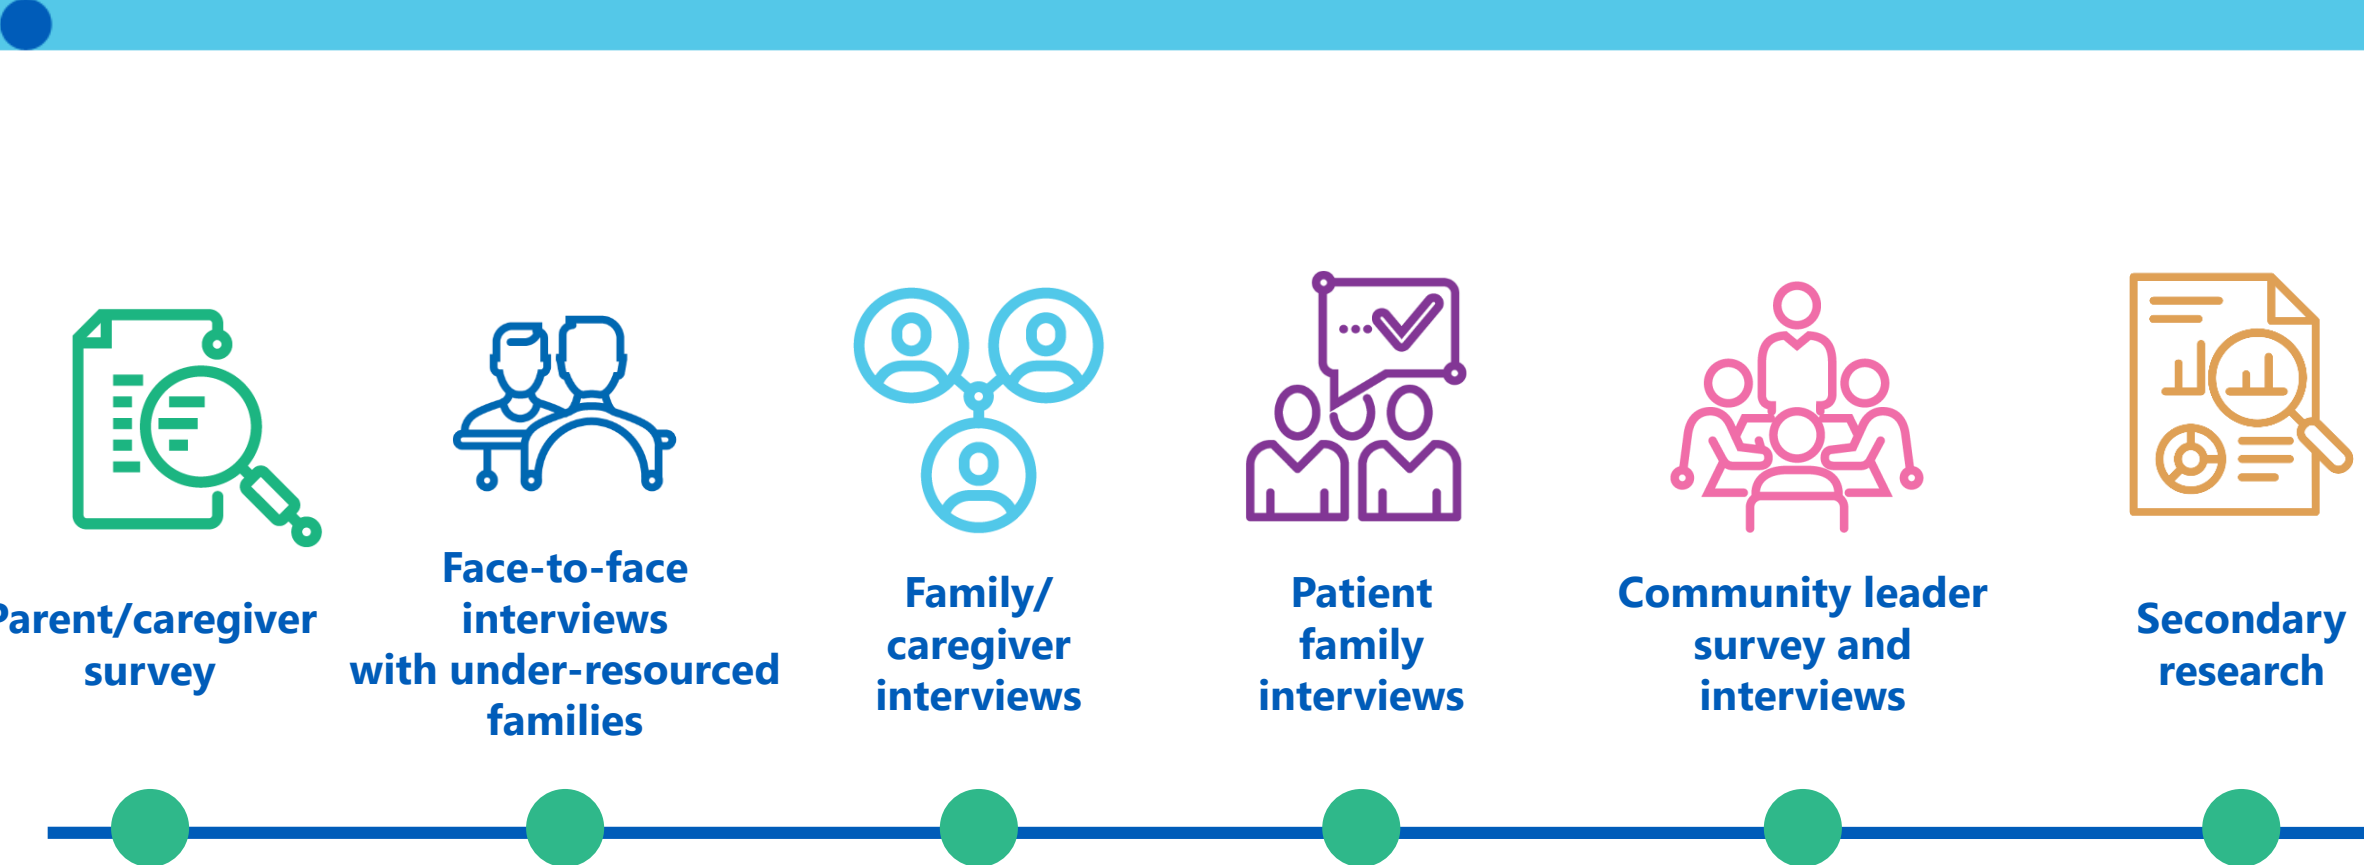 Parent/caregiver
survey
Face-to-face
interviews
with under-resourced
families
Family/
caregiver
interviews
Patient
family
interviews
Community leader
survey and
interviews
Secondary
research